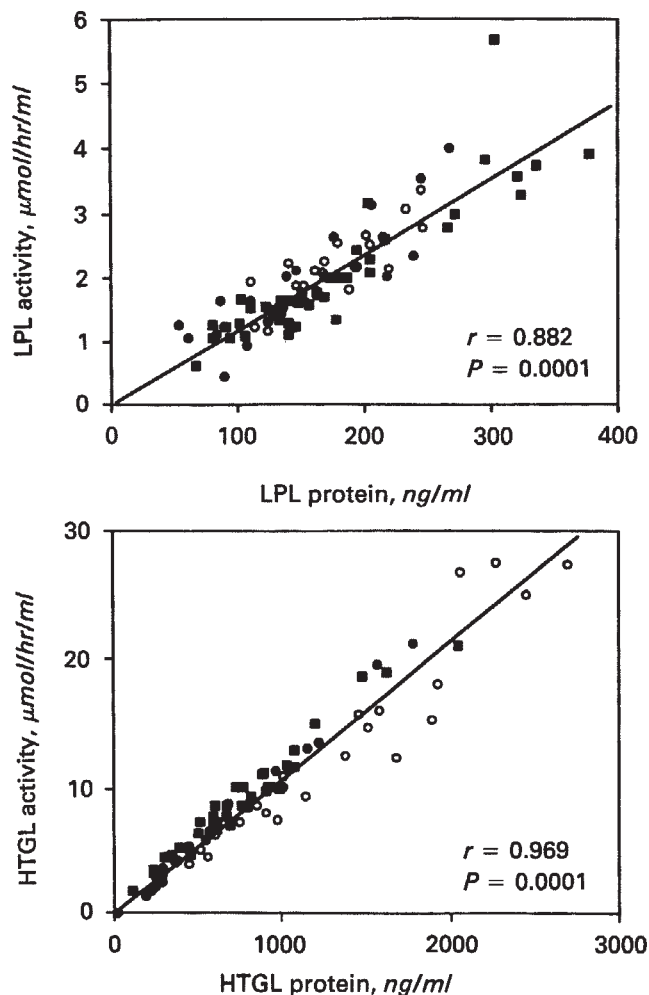 6
5
4
3
2
1
0
LPL activity, μmol/hr/ml
r = 0.882
P = 0.0001
0 100 200 300 400
LPL protein, ng/ml
30
20
10
0
HTGL activity, μmol/hr/ml
r = 0.969
P = 0.0001
0 1000 2000 3000
HTGL protein, ng/ml